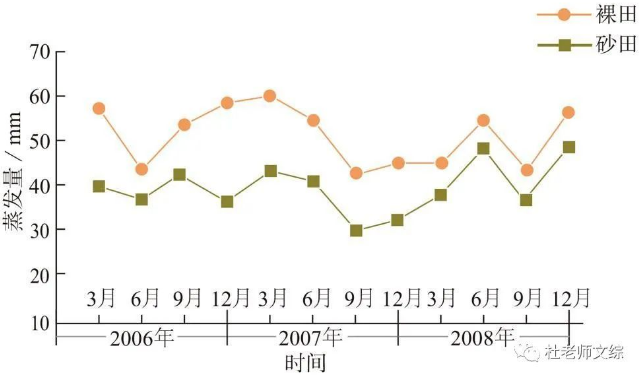 裸田
砂田
蒸发量/mm
70
60
50
40
30
20
10
3月 6月 9月 12月 3月 6月 9月 12月 3月 6月 9月 12月
2006年 2007年 2008年
时间
杜老师文综